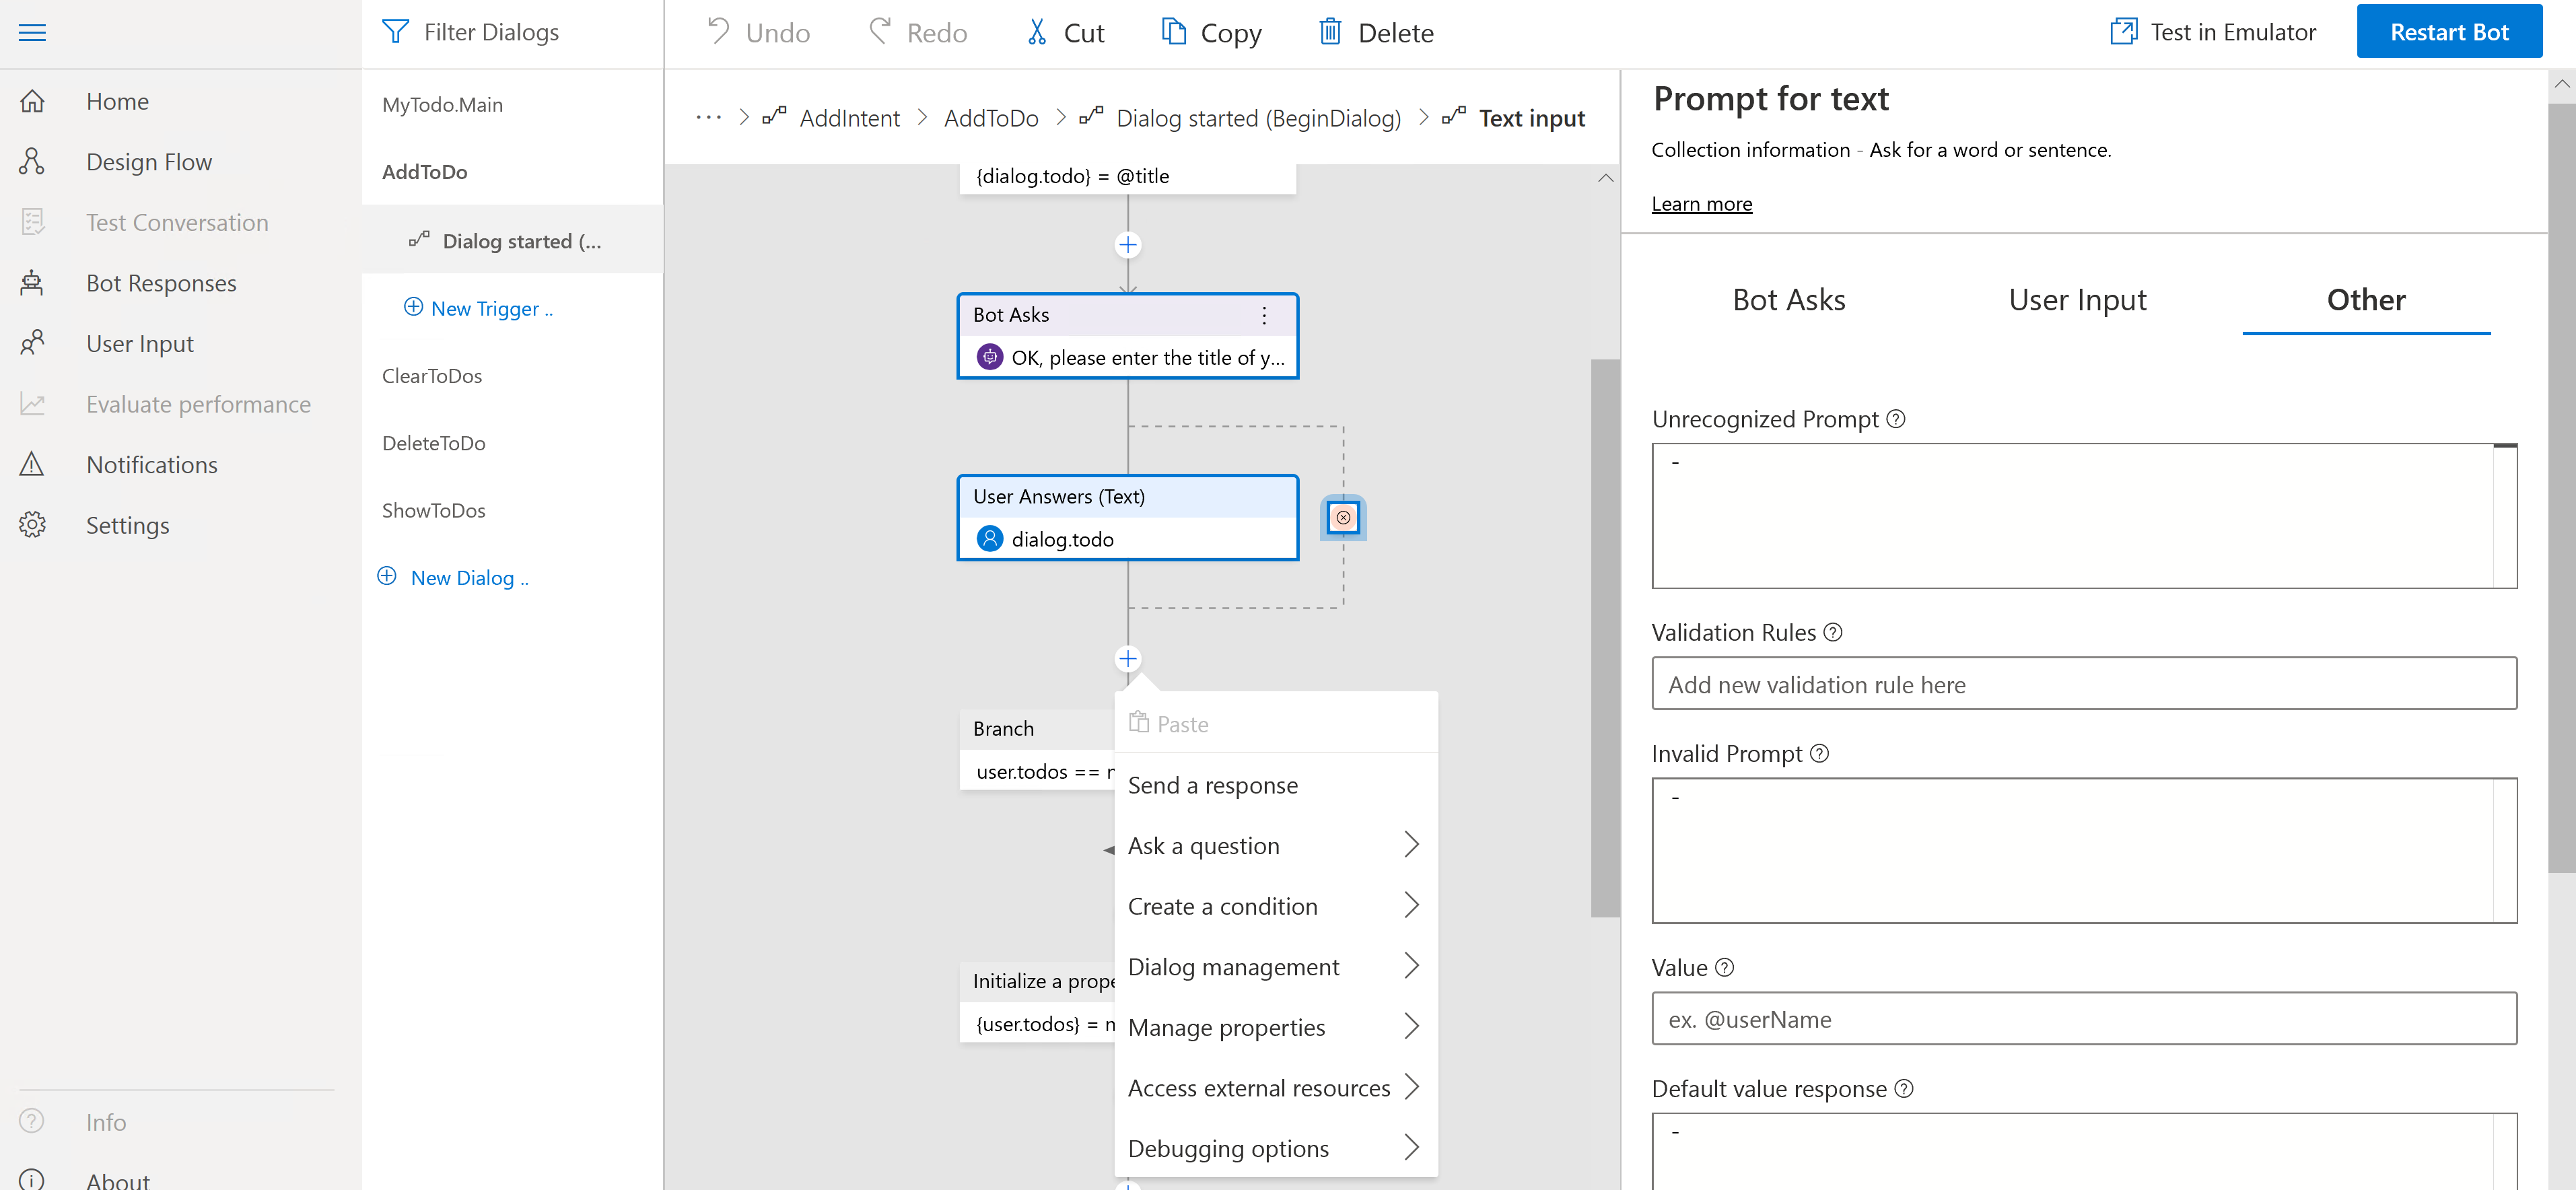 Filter Dialogs
Undo
Redo
Cut
Copy
Delete
Test in Emulator
Restart Bot
Home
Design Flow
Test Conversation
Bot Responses
User Input
Evaluate performance
Notifications
Settings
Info
About
MyTodo.Main
AddToDo
Dialog started (...
New Trigger ..
ClearToDos
DeleteToDo
ShowToDos
New Dialog ..
··· > AddIntent > AddToDo > Dialog started (BeginDialog) > Text input
{dialog.todo} = @title
Bot Asks
OK, please enter the title of y...
User Answers (Text)
dialog.todo
Branch
user.todos == n
Initialize a prope
{user.todos} = n
Paste
Send a response
Ask a question
Create a condition
Dialog management
Manage properties
Access external resources
Debugging options
Prompt for text
Collection information - Ask for a word or sentence.
Learn more
Bot Asks
User Input
Other
Unrecognized Prompt
-
Validation Rules
Add new validation rule here
Invalid Prompt
-
Value
ex. @userName
Default value response
-